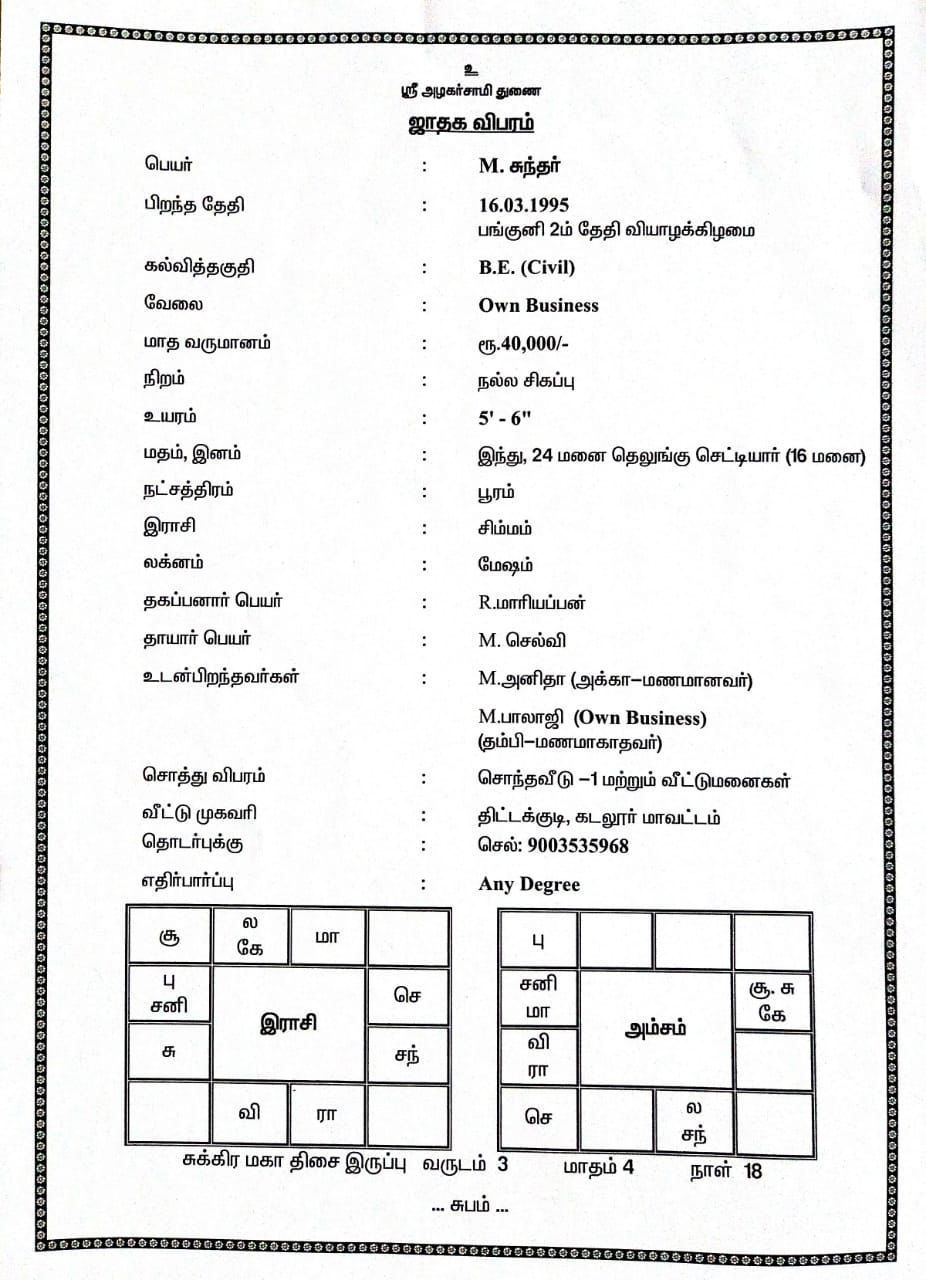 உ
ஸ்ரீ அழகர்சாமி துணை
ஜாதக விபரம்
பெயர் : M. சுந்தர்
பிறந்த தேதி : 16.03.1995
பங்குனி 2ம் தேதி வியாழக்கிழமை
கல்வித்தகுதி : B.E. (Civil)
வேலை : Own Business
மாத வருமானம் : ரூ.40,000/-
நிறம் : நல்ல சிகப்பு
உயரம் : 5' - 6"
மதம், இனம் : இந்து, 24 மனை தெலுங்கு செட்டியார் (16 மனை)
நட்சத்திரம் : பூரம்
இராசி : சிம்மம்
லக்னம் : மேஷம்
தகப்பனார் பெயர் : R.மாரியப்பன்
தாயார் பெயர் : M. செல்வி
உடன்பிறந்தவர்கள் : M.அனிதா (அக்கா–மணமானவர்)
M.பாலாஜி (Own Business)
(தம்பி–மணமாகாதவர்)
சொத்து விபரம் : சொந்தவீடு –1 மற்றும் வீட்டுமனைகள்
வீட்டு முகவரி : திட்டக்குடி, கடலூர் மாவட்டம்
தொடர்புக்கு : செல்: 9003535968
எதிர்பார்ப்பு : Any Degree
சூ
ல
கே
மா
பு
சனி
இராசி
செ
சு
சந்
வி
ரா
பு
சனி
மா
அம்சம்
சூ. சு
கே
வி
ரா
செ
ல
சந்
சுக்கிர மகா திசை இருப்பு வருடம் 3 மாதம் 4 நாள் 18
... சுபம் ...